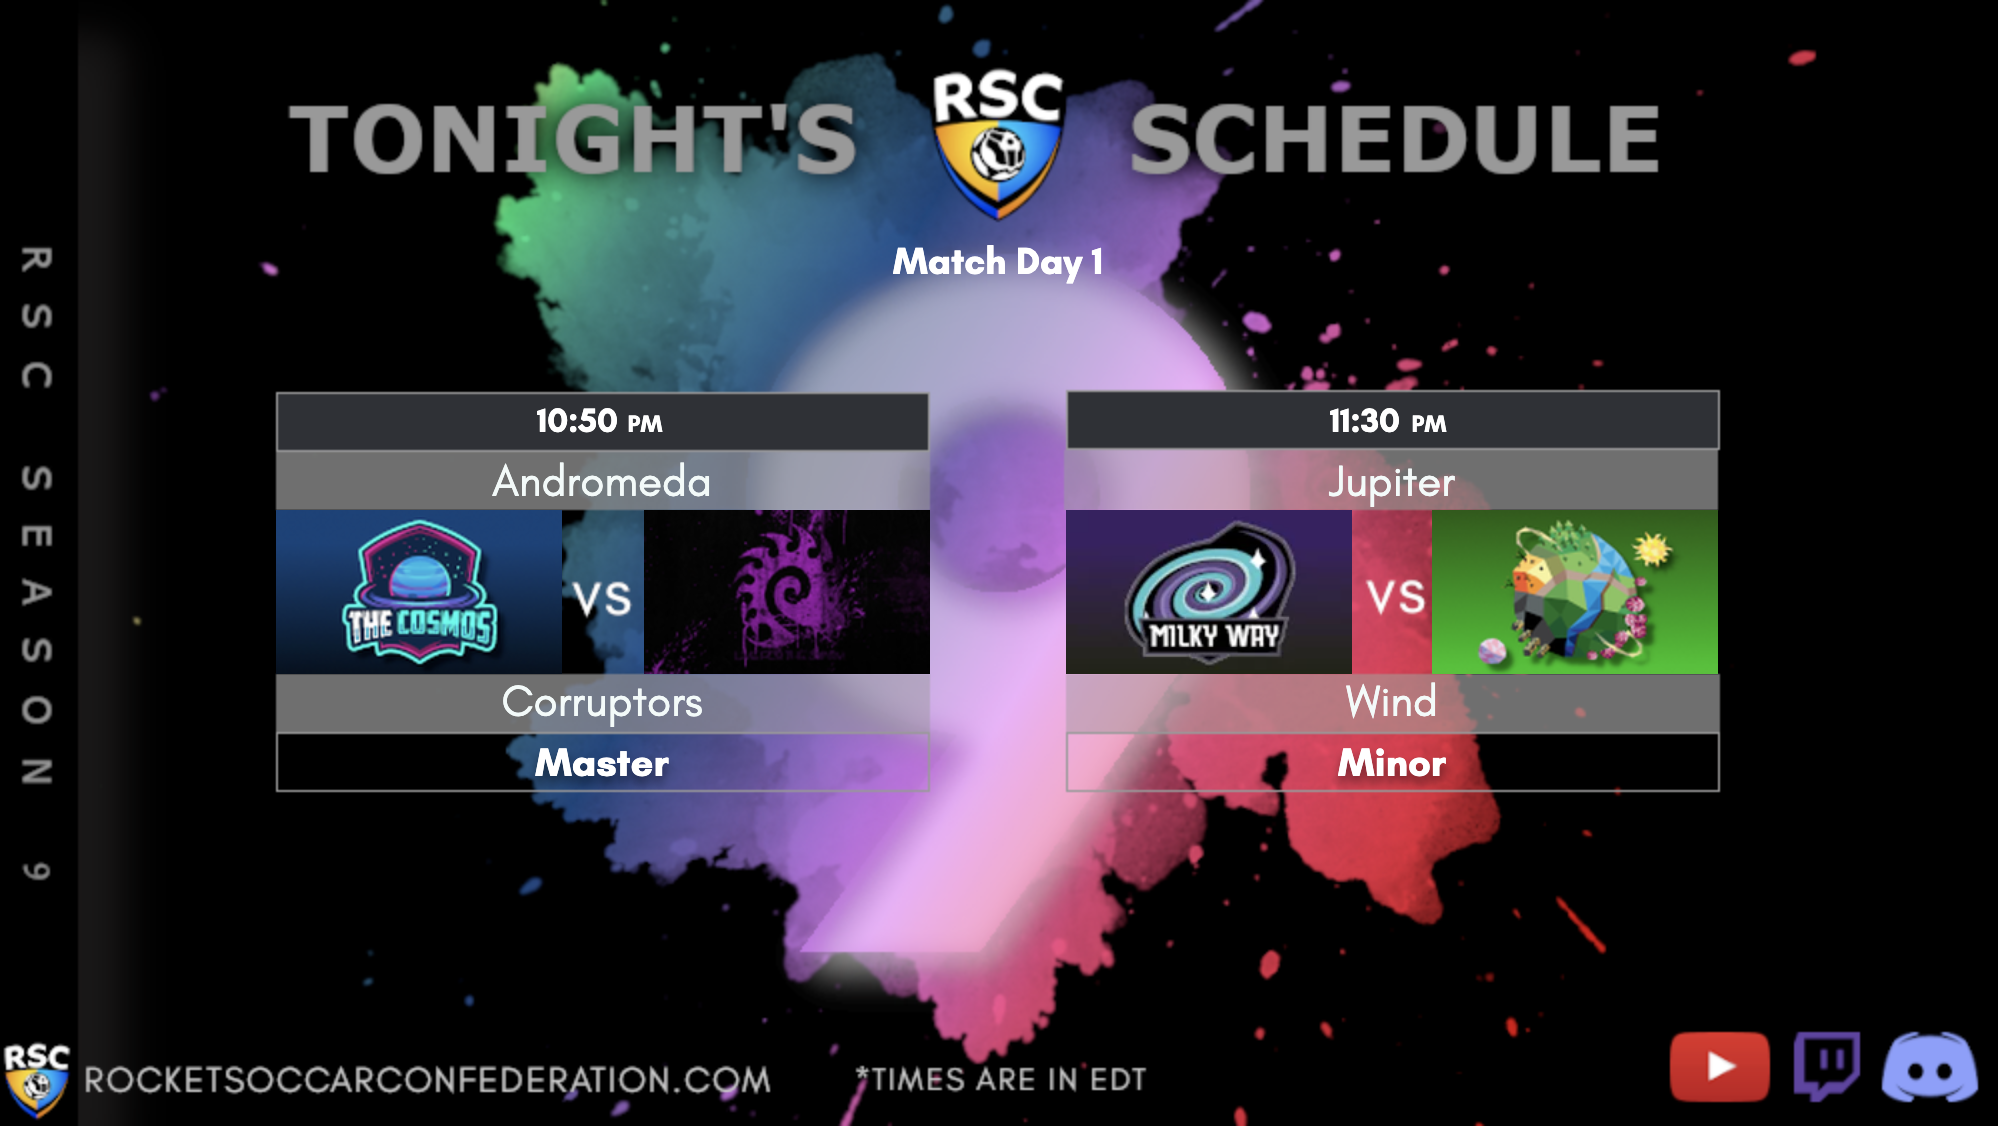 TONIGHT'S RSC SCHEDULE
Match Day 1
10:50 PM
Andromeda
THE COSMOS
VS
Corruptors
Master
11:30 PM
Jupiter
MILKY WAY
VS
Wind
Minor
RSC SEASON 9
RSC
ROCKETSOCCARCONFEDERATION.COM
*TIMES ARE IN EDT